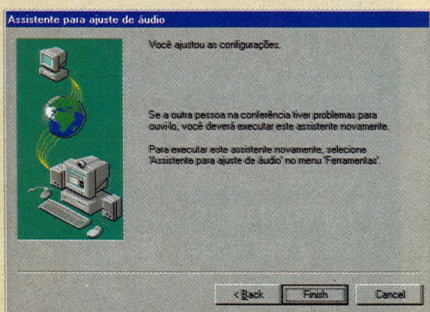 Assistente para ajuste de áudio
Você ajustou as configurações.
Se a outra pessoa na conferência tiver problemas para
ouvi-lo, você deverá executar este assistente novamente.
Para executar este assistente novamente, selecione
'Assistente para ajuste de áudio' no menu 'Ferramentas'.
< Back
Finish
Cancel